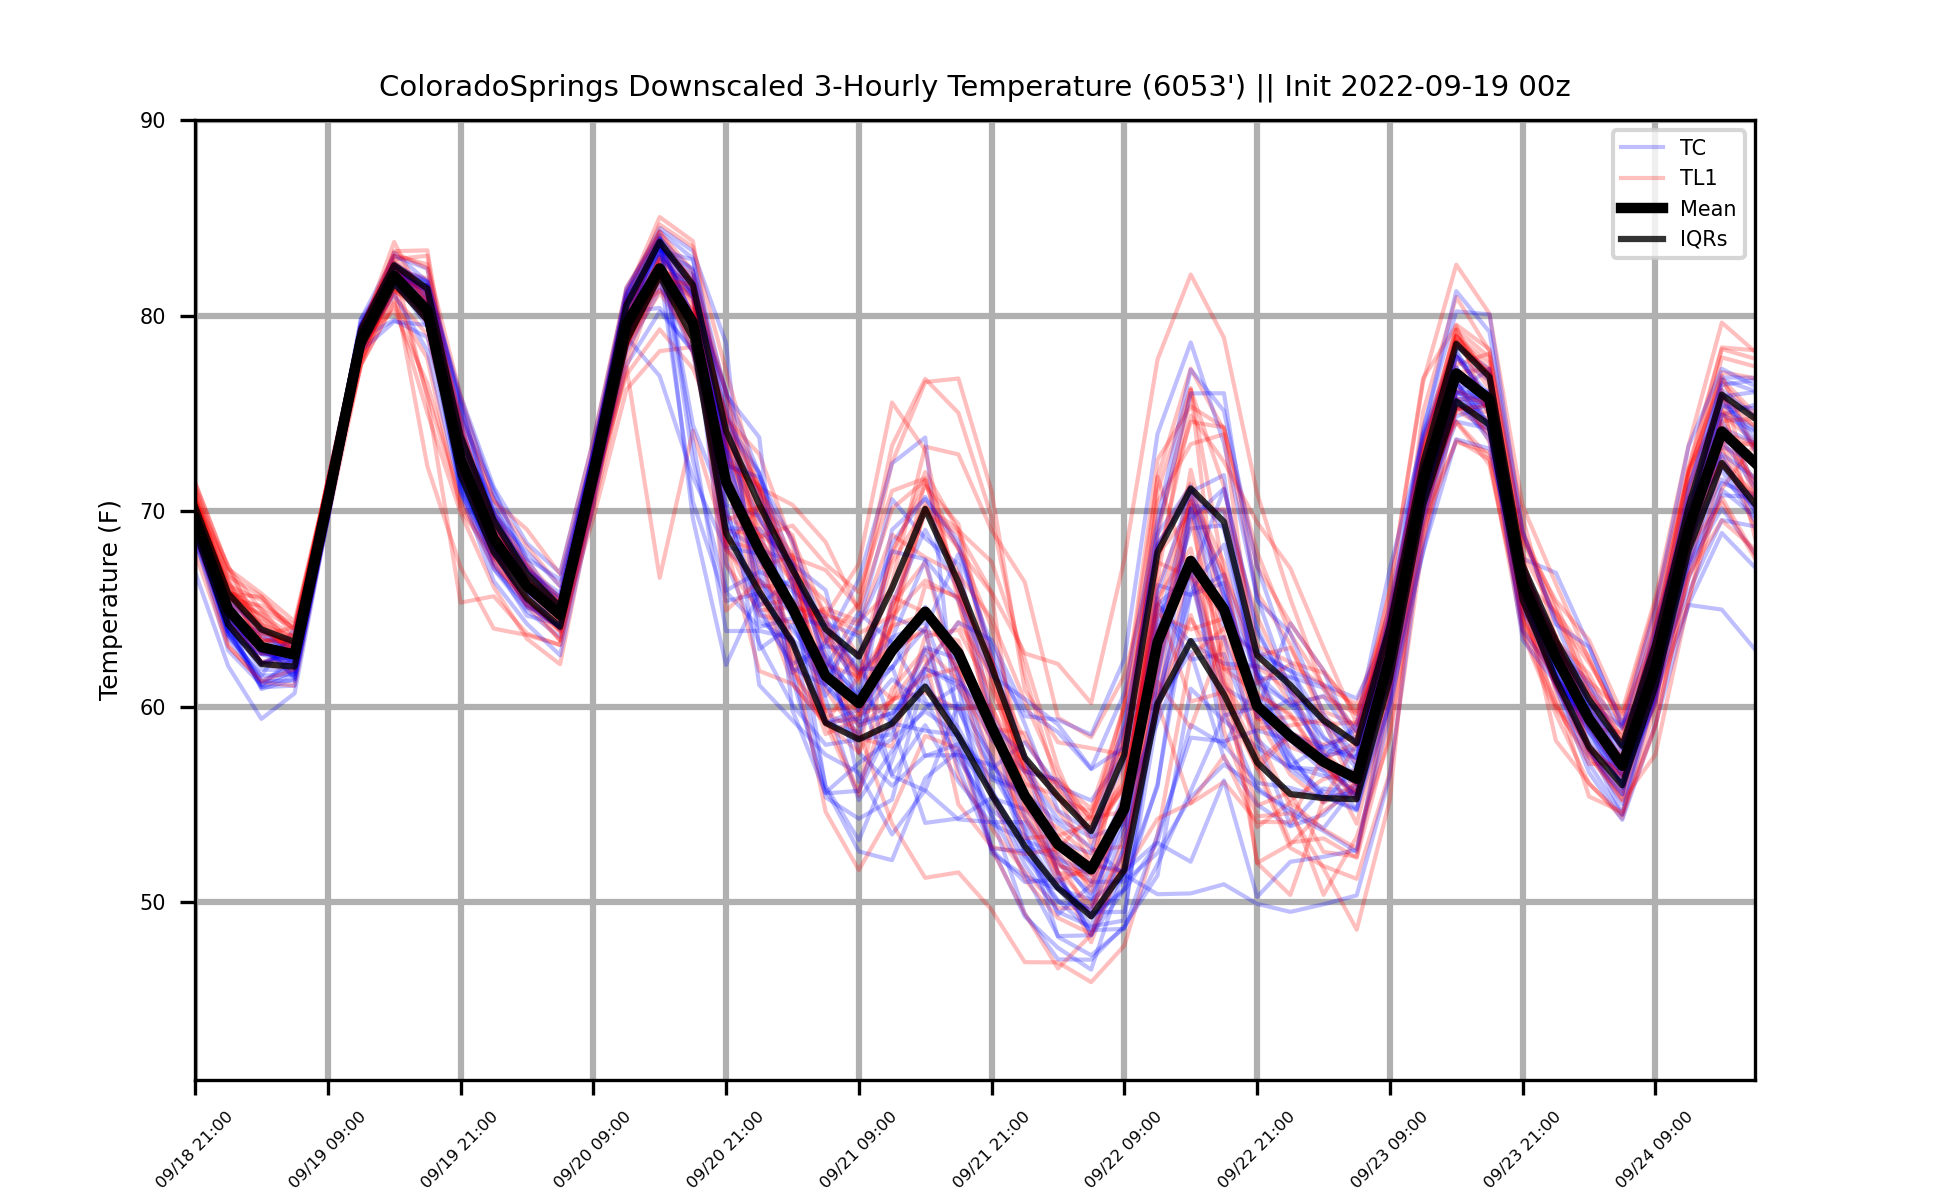 ColoradoSprings Downscaled 3-Hourly Temperature (6053') || Init 2022-09-19 00z
90
80
70
60
50
Temperature (F)
TC
TL1
Mean
IQRs
09/18 21:00
09/19 09:00
09/19 21:00
09/20 09:00
09/20 21:00
09/21 09:00
09/21 21:00
09/22 09:00
09/22 21:00
09/23 09:00
09/23 21:00
09/24 09:00